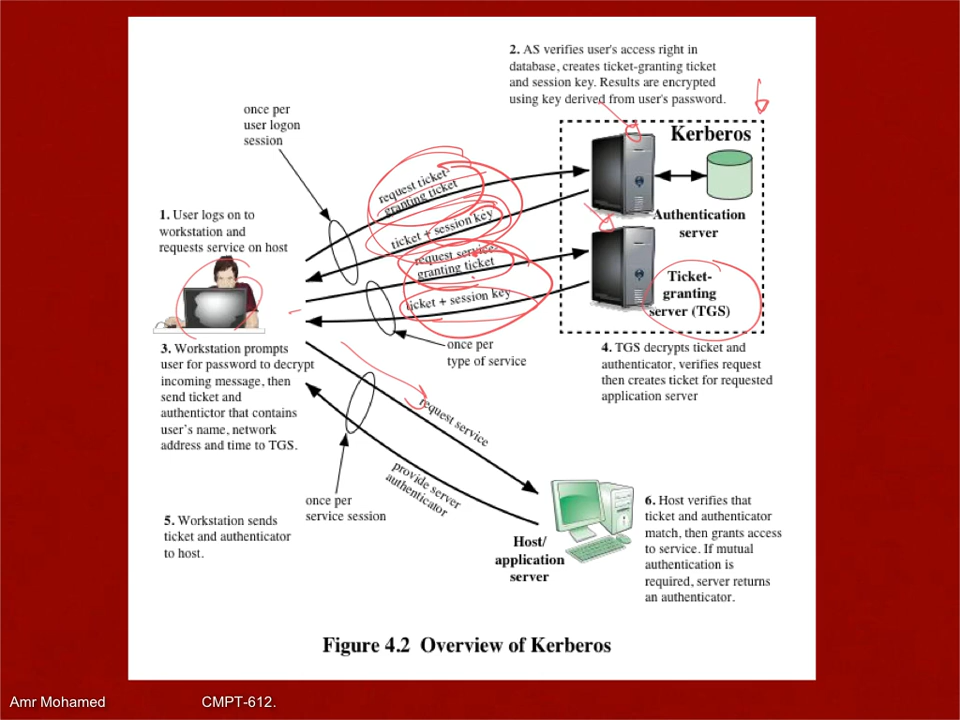 2. AS verifies user's access right in
database, creates ticket-granting ticket
and session key. Results are encrypted
using key derived from user's password.
once per
user logon
session
Kerberos
request ticket-
granting ticket
ticket + session key
1. User logs on to
workstation and
requests service on host
Authentication
server
request service-
granting ticket
ticket + session key
Ticket-
granting
server (TGS)
once per
type of service
3. Workstation prompts
user for password to decrypt
incoming message, then
send ticket and
authentictor that contains
user's name, network
address and time to TGS.
4. TGS decrypts ticket and
authenticator, verifies request
then creates ticket for requested
application server
request service
provide server
authenticator
once per
service session
5. Workstation sends
ticket and authenticator
to host.
Host/
application
server
6. Host verifies that
ticket and authenticator
match, then grants access
to service. If mutual
authentication is
required, server returns
an authenticator.
Figure 4.2 Overview of Kerberos
Amr Mohamed
CMPT-612.